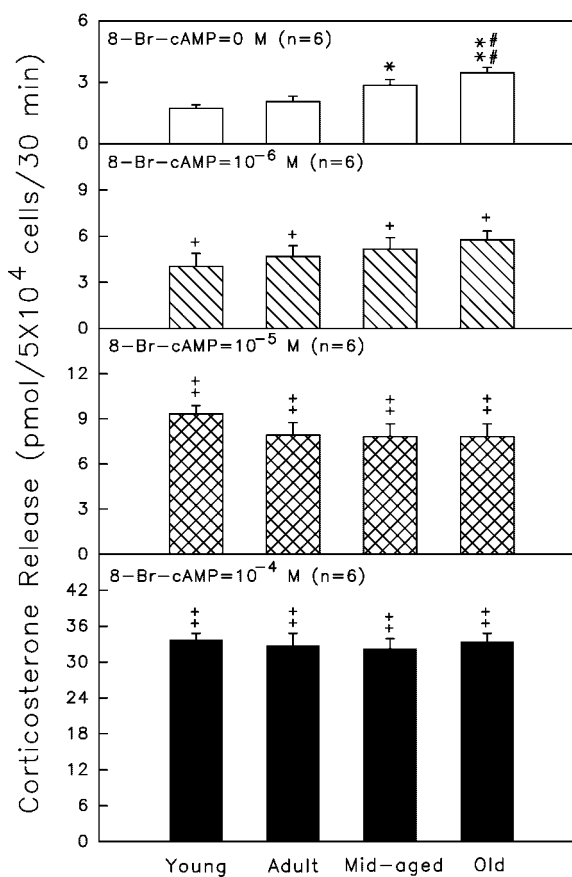 Corticosterone Release (pmol/5X10⁻⁴ cells/30 min)
8-Br-cAMP=0 M (n=6)
6
3
0
*
*#
*#
8-Br-cAMP=10⁻⁶ M (n=6)
9
6
3
0
+
+
+
+
8-Br-cAMP=10⁻⁵ M (n=6)
12
9
6
3
0
+ + + +
+ + + +
8-Br-cAMP=10⁻⁴ M (n=6)
42
36
30
24
18
12
6
0
+ + + +
+ + + +
Young Adult Mid-aged Old